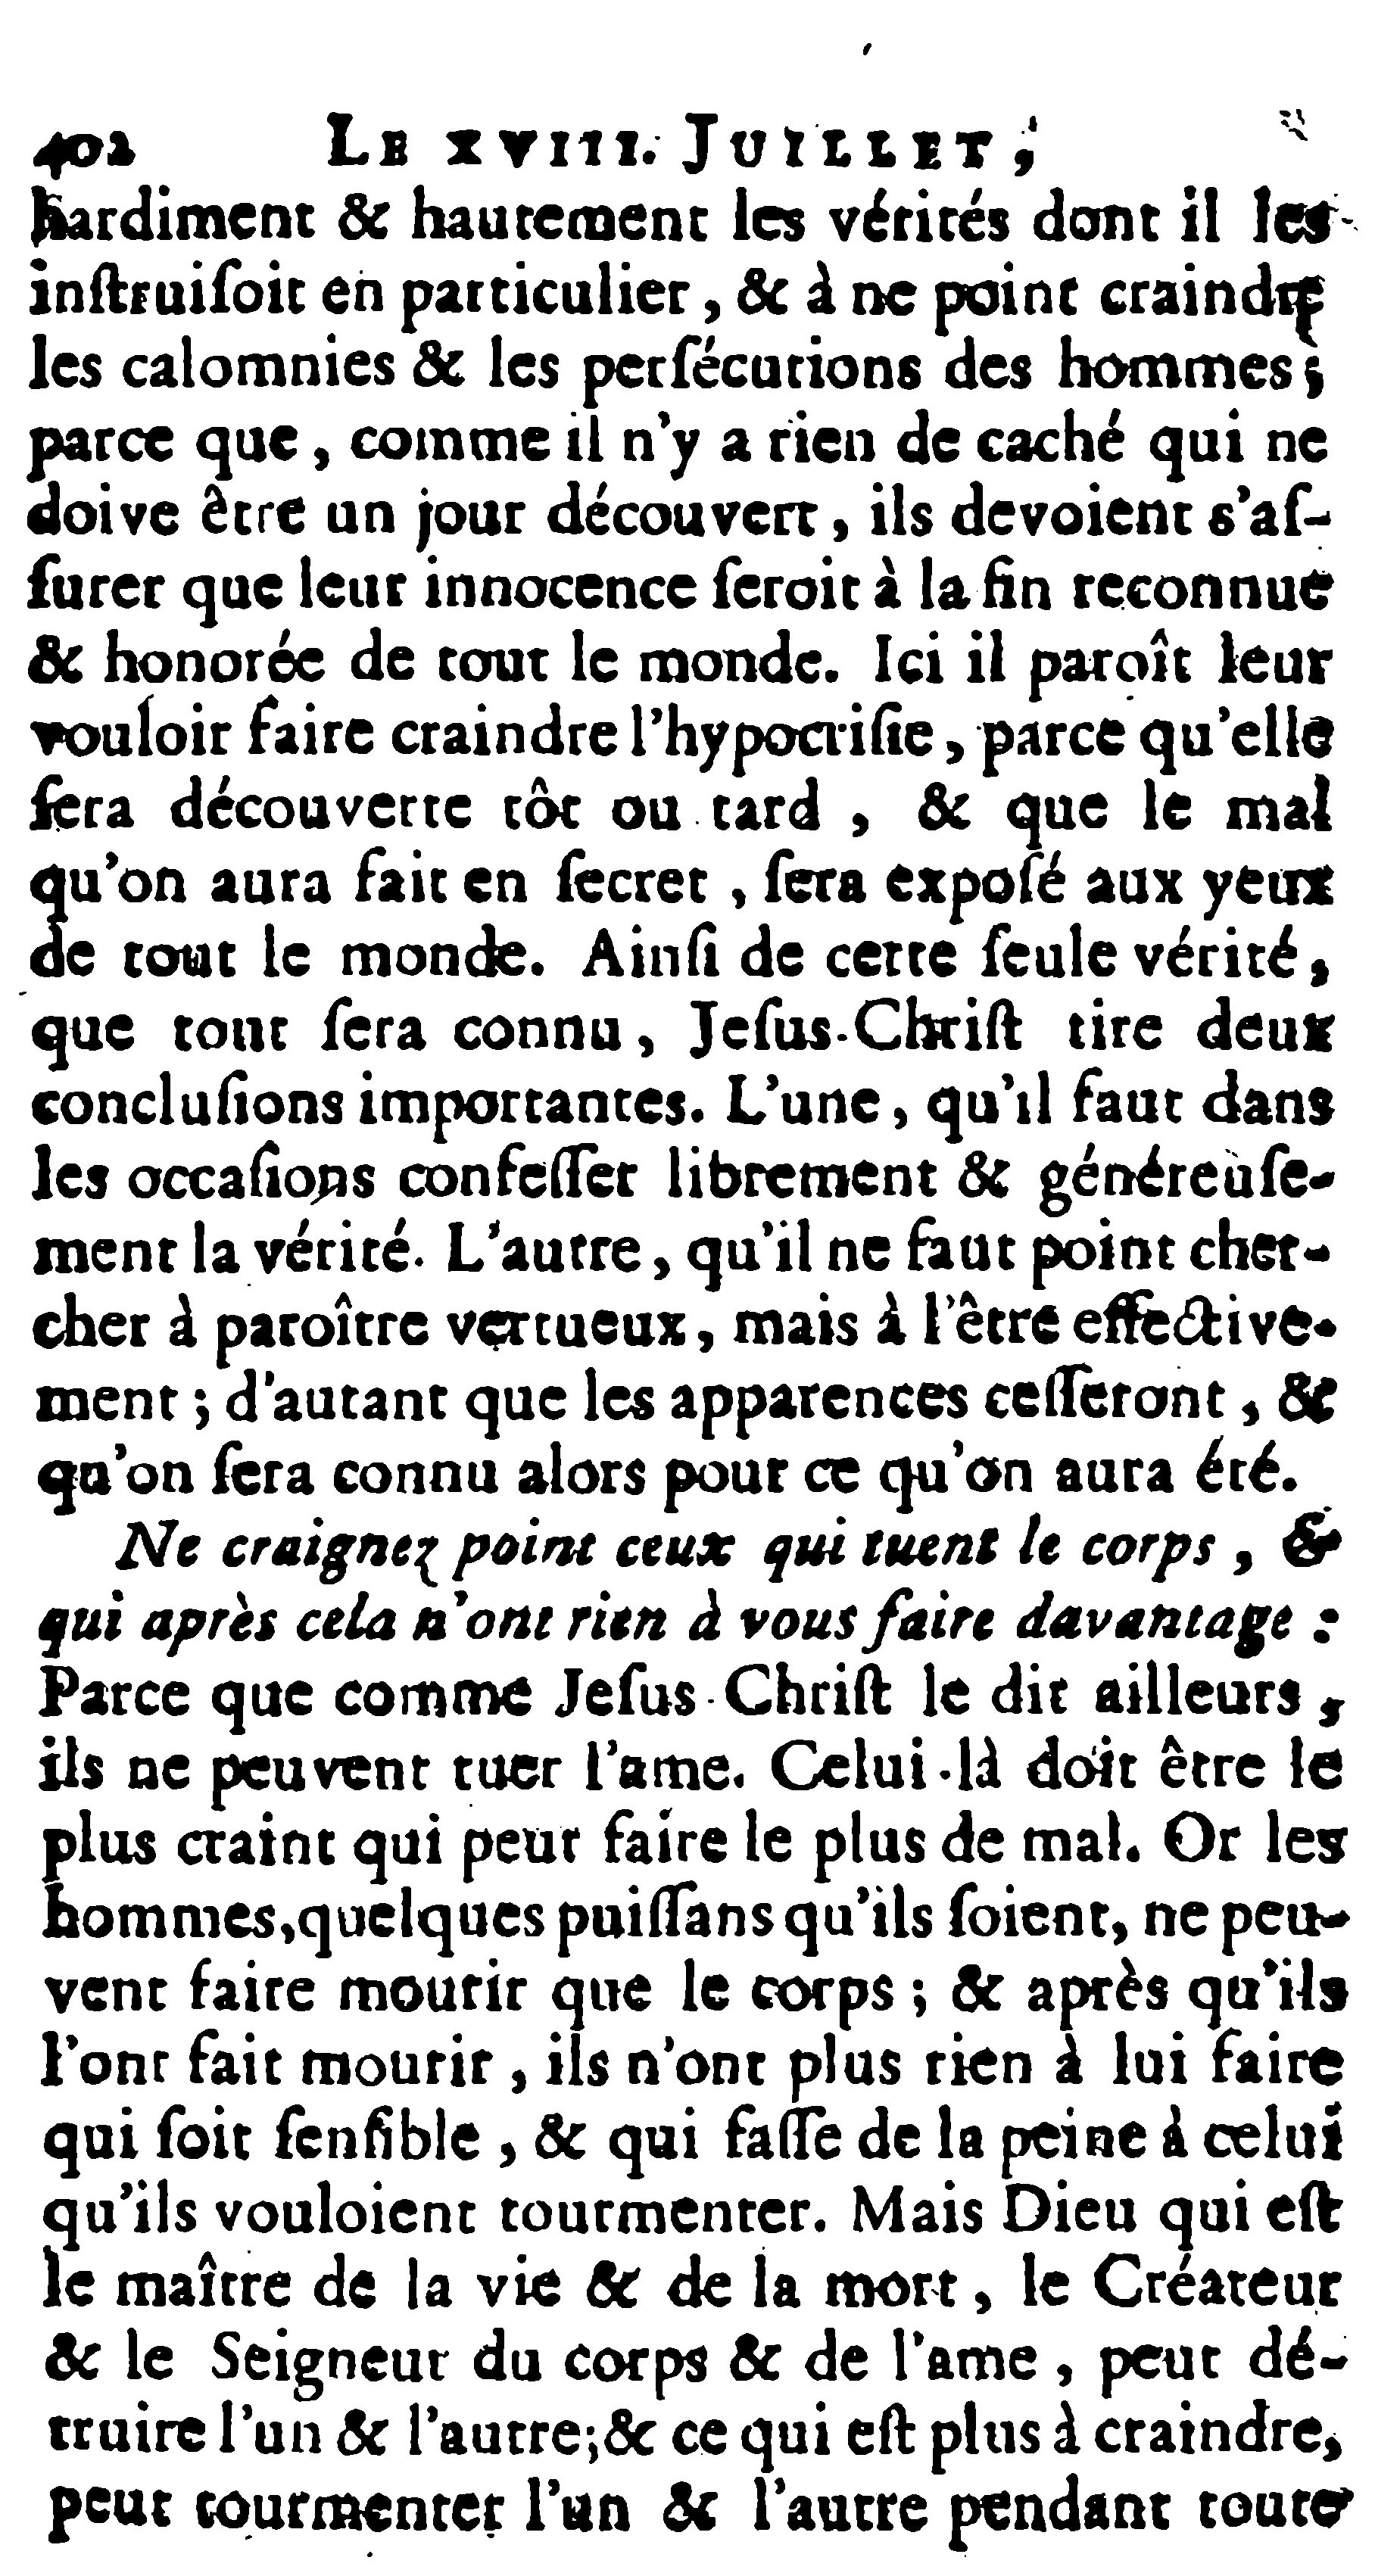 402 LE XVIII. JUILLET,
hardiment & hautement les vérités dont il les
inſtruiſoit en particulier, & à ne point craindre
les calomnies & les perſécutions des hommes;
parce que, comme il n'y a rien de caché qui ne
doive être un jour découvert, ils devoient s'aſ-
ſurer que leur innocence ſeroit à la fin reconnue
& honorée de tout le monde. Ici il paroît leur
vouloir faire craindre l'hypocriſie, parce qu'elle
ſera découverte tôt ou tard, & que le mal
qu'on aura fait en ſecret, ſera expoſé aux yeux
de tout le monde. Ainſi de cette ſeule vérité,
que tout ſera connu, Jeſus-Chriſt tire deux
concluſions importantes. L'une, qu'il faut dans
les occaſions confeſſer librement & généreuſe-
ment la vérité. L'autre, qu'il ne faut point cher-
cher à paroître vertueux, mais à l'être effective-
ment; d'autant que les apparences ceſſeront, &
qu'on ſera connu alors pour ce qu'on aura été.
Ne craignez point ceux qui tuent le corps, &
qui après cela n'ont rien à vous faire davantage:
Parce que comme Jeſus-Chriſt le dit ailleurs,
ils ne peuvent tuer l'ame. Celui-là doit être le
plus craint qui peut faire le plus de mal. Or les
hommes, quelques puiſſans qu'ils ſoient, ne peu-
vent faire mourir que le corps; & après qu'ils
l'ont fait mourir, ils n'ont plus rien à lui faire
qui ſoit ſenſible, & qui faſſe de la peine à celui
qu'ils vouloient tourmenter. Mais Dieu qui eſt
le maître de la vie & de la mort, le Créateur
& le Seigneur du corps & de l'ame, peut dé-
truire l'un & l'autre; & ce qui eſt plus à craindre,
peut tourmenter l'un & l'autre pendant toute